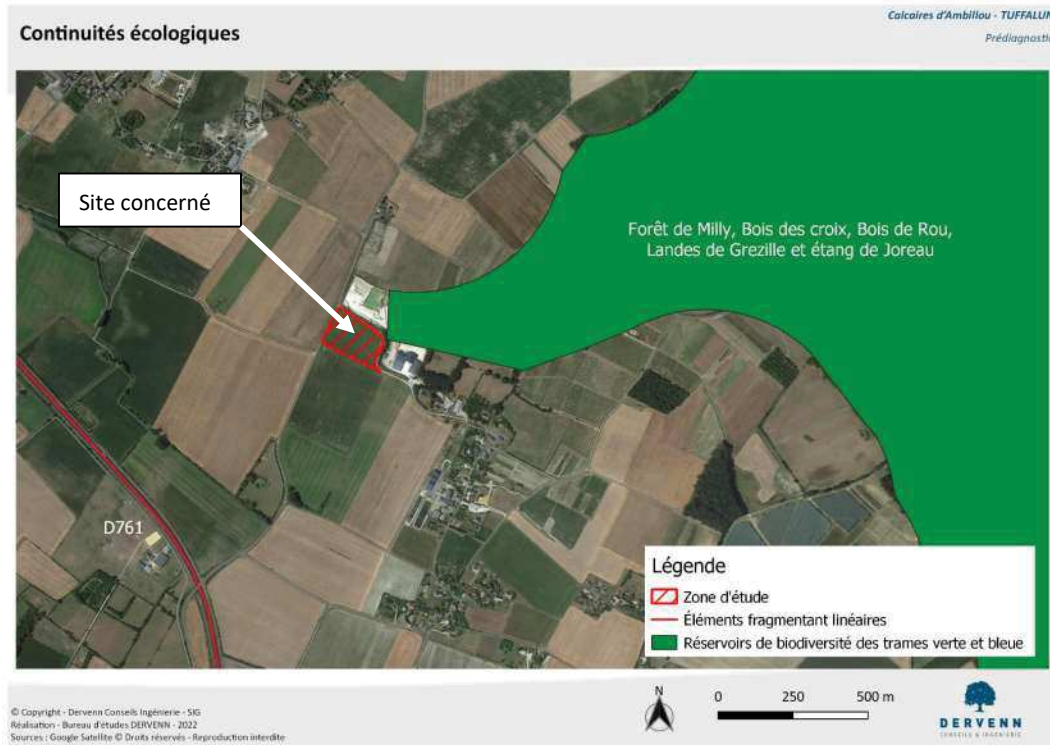 Continuités écologiques
Calcaires d'Ambillou - TUFFALUN
Prédiagnostic
Site concerné
Forêt de Milly, Bois des croix, Bois de Rou,
Landes de Grezille et étang de Joreau
D761
Légende
Zone d'étude
Éléments fragmentant linéaires
Réservoirs de biodiversité des trames verte et bleue
© Copyright - Dervenn Conseils Ingénierie - SIG
Réalisation - Bureau d'études DERVENN - 2022
Sources : Google Satellite © Droits réservés - Reproduction interdite
N
0 250 500 m
DERVENN
CONSEILS & INGÉNIERIE